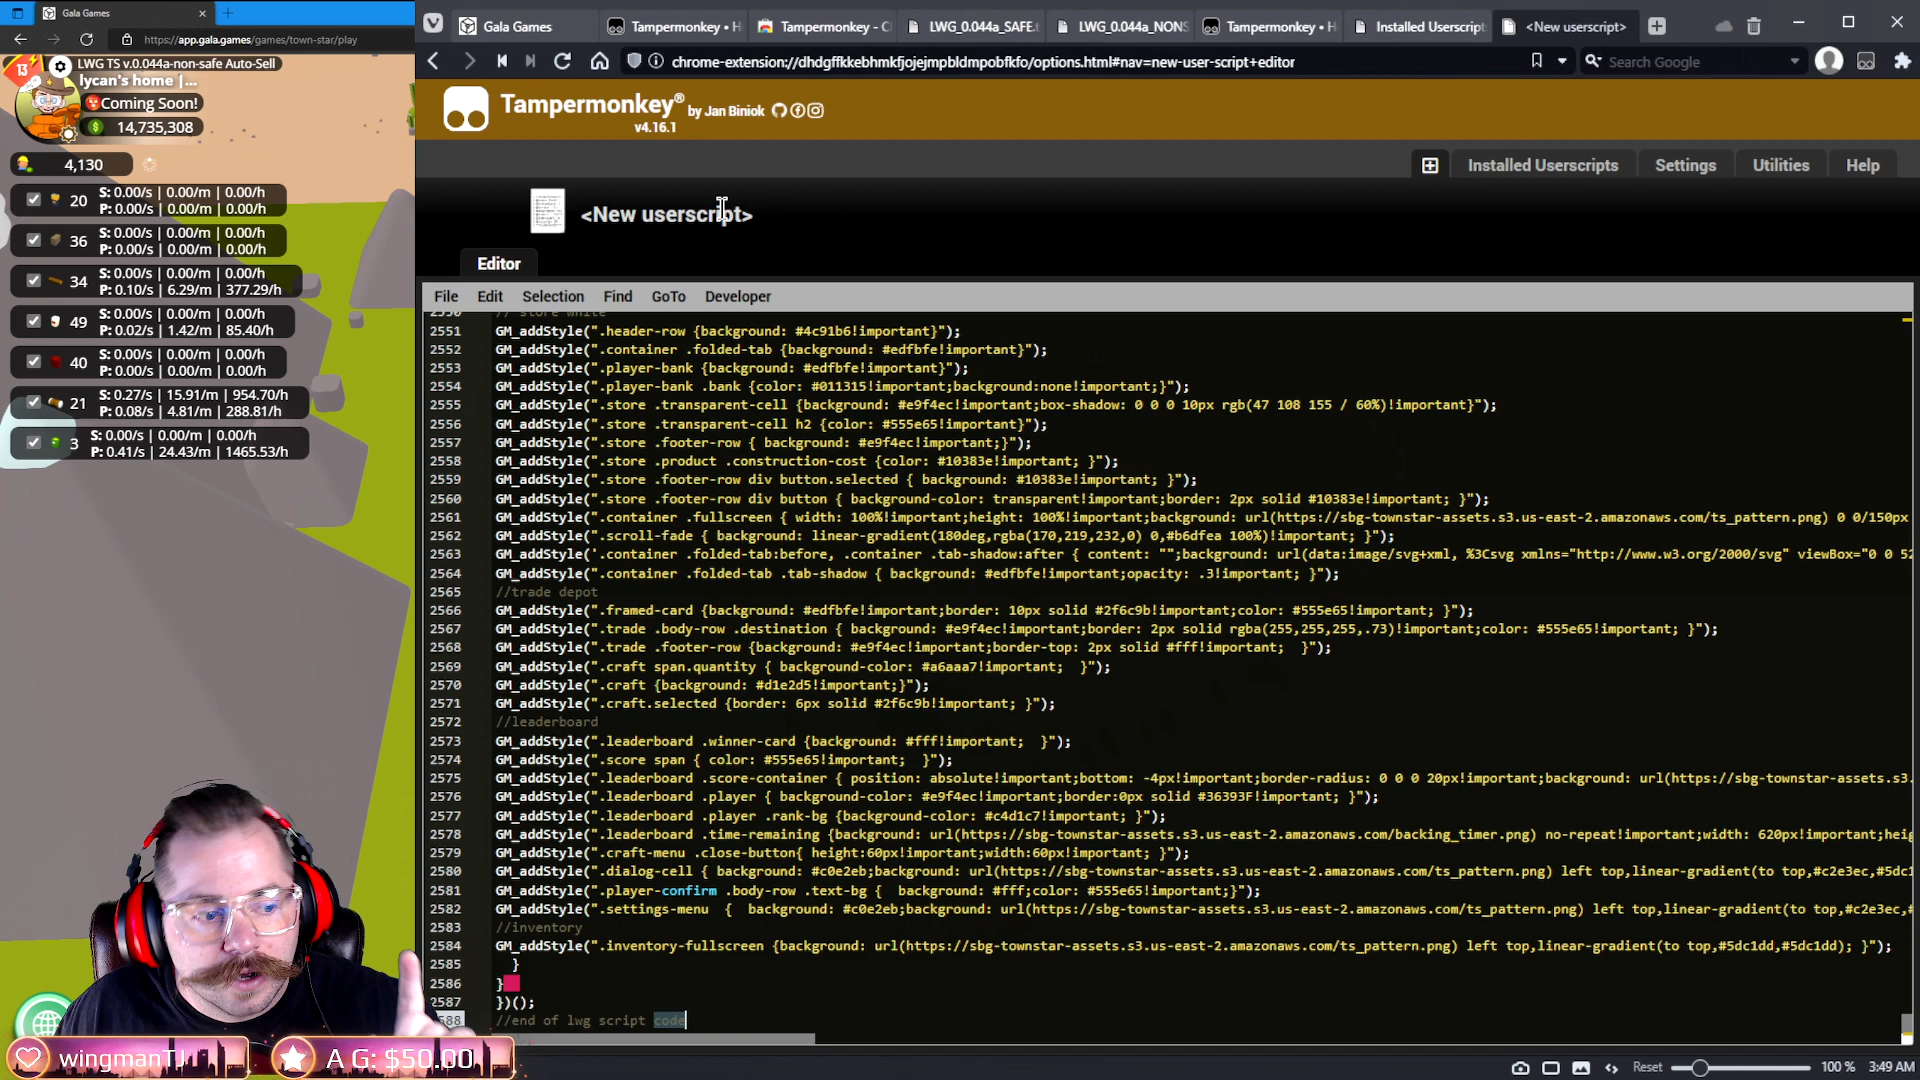 Gala Games
https://app.gala.games/games/town-star/play
13
LWG TS v.0.044a-non-safe Auto-Sell
lycan's home |...
Coming Soon!
14,735,308
4,130
20 S: 0.00/s | 0.00/m | 0.00/h
P: 0.00/s | 0.00/m | 0.00/h
36 S: 0.00/s | 0.00/m | 0.00/h
P: 0.00/s | 0.00/m | 0.00/h
34 S: 0.00/s | 0.00/m | 0.00/h
P: 0.10/s | 6.29/m | 377.29/h
49 S: 0.00/s | 0.00/m | 0.00/h
P: 0.02/s | 1.42/m | 85.40/h
40 S: 0.00/s | 0.00/m | 0.00/h
P: 0.00/s | 0.00/m | 0.00/h
21 S: 0.27/s | 15.91/m | 954.70/h
P: 0.08/s | 4.81/m | 288.81/h
3 S: 0.00/s | 0.00/m | 0.00/h
P: 0.41/s | 24.43/m | 1465.53/h
wingmanTJ
A G: $50.00
Gala Games Tampermonkey • H Tampermonkey - C LWG_0.044a_SAFE. LWG_0.044a_NONS Tampermonkey • H Installed Userscript <New userscript>
chrome-extension://dhdgffkkebhmkfjojejmpbldmpobfkfo/options.html#nav=new-user-script+editor
Search Google
Tampermonkey® by Jan Biniok
v4.16.1
Installed Userscripts Settings Utilities Help
<New userscript>
Editor
File Edit Selection Find GoTo Developer
2550 // store white
2551 GM_addStyle(".header-row {background: #4c91b6!important}");
2552 GM_addStyle(".container .folded-tab {background: #edfbfe!important}");
2553 GM_addStyle(".player-bank {background: #edfbfe!important}");
2554 GM_addStyle(".player-bank .bank {color: #011315!important;background:none!important;}");
2555 GM_addStyle(".store .transparent-cell {background: #e9f4ec!important;box-shadow: 0 0 0 10px rgb(47 108 155 / 60%)!important}");
2556 GM_addStyle(".store .transparent-cell h2 {color: #555e65!important}");
2557 GM_addStyle(".store .footer-row { background: #e9f4ec!important;}");
2558 GM_addStyle(".store .product .construction-cost {color: #10383e!important; }");
2559 GM_addStyle(".store .footer-row div button.selected { background: #10383e!important; }");
2560 GM_addStyle(".store .footer-row div button { background-color: transparent!important;border: 2px solid #10383e!important; }");
2561 GM_addStyle(".container .fullscreen { width: 100%!important;height: 100%!important;background: url(https://sbg-townstar-assets.s3.us-east-2.amazonaws.com/ts_pattern.png) 0 0/150px
2562 GM_addStyle(".scroll-fade { background: linear-gradient(180deg,rgba(170,219,232,0) 0,#b6dfea 100%)!important; }");
2563 GM_addStyle('.container .folded-tab:before, .container .tab-shadow:after { content: "";background: url(data:image/svg+xml, %3Csvg xmlns="http://www.w3.org/2000/svg" viewBox="0 0 52
2564 GM_addStyle(".container .folded-tab .tab-shadow { background: #edfbfe!important;opacity: .3!important; }");
2565 //trade depot
2566 GM_addStyle(".framed-card {background: #edfbfe!important;border: 10px solid #2f6c9b!important;color: #555e65!important; }");
2567 GM_addStyle(".trade .body-row .destination { background: #e9f4ec!important;border: 2px solid rgba(255,255,255,.73)!important;color: #555e65!important; }");
2568 GM_addStyle(".trade .footer-row {background: #e9f4ec!important;border-top: 2px solid #fff!important;  }");
2569 GM_addStyle(".craft span.quantity { background-color: #a6aaa7!important;  }");
2570 GM_addStyle(".craft {background: #d1e2d5!important;}");
2571 GM_addStyle(".craft.selected {border: 6px solid #2f6c9b!important; }");
2572 //leaderboard
2573 GM_addStyle(".leaderboard .winner-card {background: #fff!important;  }");
2574 GM_addStyle(".score span { color: #555e65!important;  }");
2575 GM_addStyle(".leaderboard .score-container { position: absolute!important;bottom: -4px!important;border-radius: 0 0 0 20px!important;background: url(https://sbg-townstar-assets.s3.
2576 GM_addStyle(".leaderboard .player { background-color: #e9f4ec!important;border:0px solid #36393F!important; }");
2577 GM_addStyle(".leaderboard .player .rank-bg {background-color: #c4d1c7!important; }");
2578 GM_addStyle(".leaderboard .time-remaining {background: url(https://sbg-townstar-assets.s3.us-east-2.amazonaws.com/backing_timer.png) no-repeat!important;width: 620px!important;heig
2579 GM_addStyle(".craft-menu .close-button{ height:60px!important;width:60px!important; }");
2580 GM_addStyle(".dialog-cell { background: #c0e2eb;background: url(https://sbg-townstar-assets.s3.us-east-2.amazonaws.com/ts_pattern.png) left top,linear-gradient(to top,#c2e3ec,#5dc1
2581 GM_addStyle(".player-confirm .body-row .text-bg {  background: #fff;color: #555e65!important;}");
2582 GM_addStyle(".settings-menu  {  background: #c0e2eb;background: url(https://sbg-townstar-assets.s3.us-east-2.amazonaws.com/ts_pattern.png) left top,linear-gradient(to top,#c2e3ec,#
2583 //inventory
2584 GM_addStyle(".inventory-fullscreen {background: url(https://sbg-townstar-assets.s3.us-east-2.amazonaws.com/ts_pattern.png) left top,linear-gradient(to top,#5dc1dd,#5dc1dd); }");
2585 }
2586 }
2587 })();
588 //end of lwg script code
Reset 100 % 3:49 AM